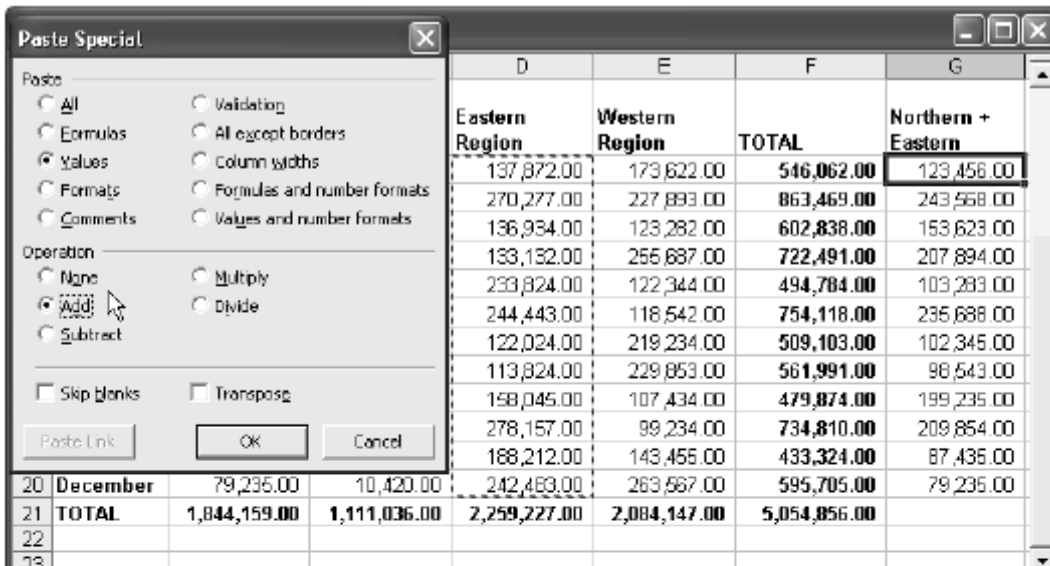 Paste Special
Paste
All
Formulas
Values
Formats
Comments
Validation
All except borders
Column widths
Formulas and number formats
Values and number formats
Operation
None
Add
Subtract
Multiply
Divide
Skip blanks
Transpose
Paste Link
OK
Cancel
D E F G
Eastern Region Western Region TOTAL Northern + Eastern
137,872.00 173,622.00 546,062.00 123,456.00
270,277.00 227,893.00 863,469.00 243,568.00
136,934.00 123,282.00 602,838.00 153,623.00
133,132.00 255,687.00 722,491.00 207,894.00
233,824.00 122,344.00 494,784.00 103,283.00
244,443.00 118,542.00 754,118.00 235,688.00
122,024.00 219,234.00 509,103.00 102,345.00
113,824.00 229,853.00 561,991.00 98,543.00
158,045.00 107,434.00 479,874.00 199,235.00
278,157.00 99,234.00 734,810.00 209,854.00
188,212.00 143,455.00 433,324.00 87,435.00
20 December 79,235.00 10,420.00 242,483.00 263,567.00 595,705.00 79,235.00
21 TOTAL 1,844,159.00 1,111,036.00 2,259,227.00 2,084,147.00 5,054,856.00
22
23